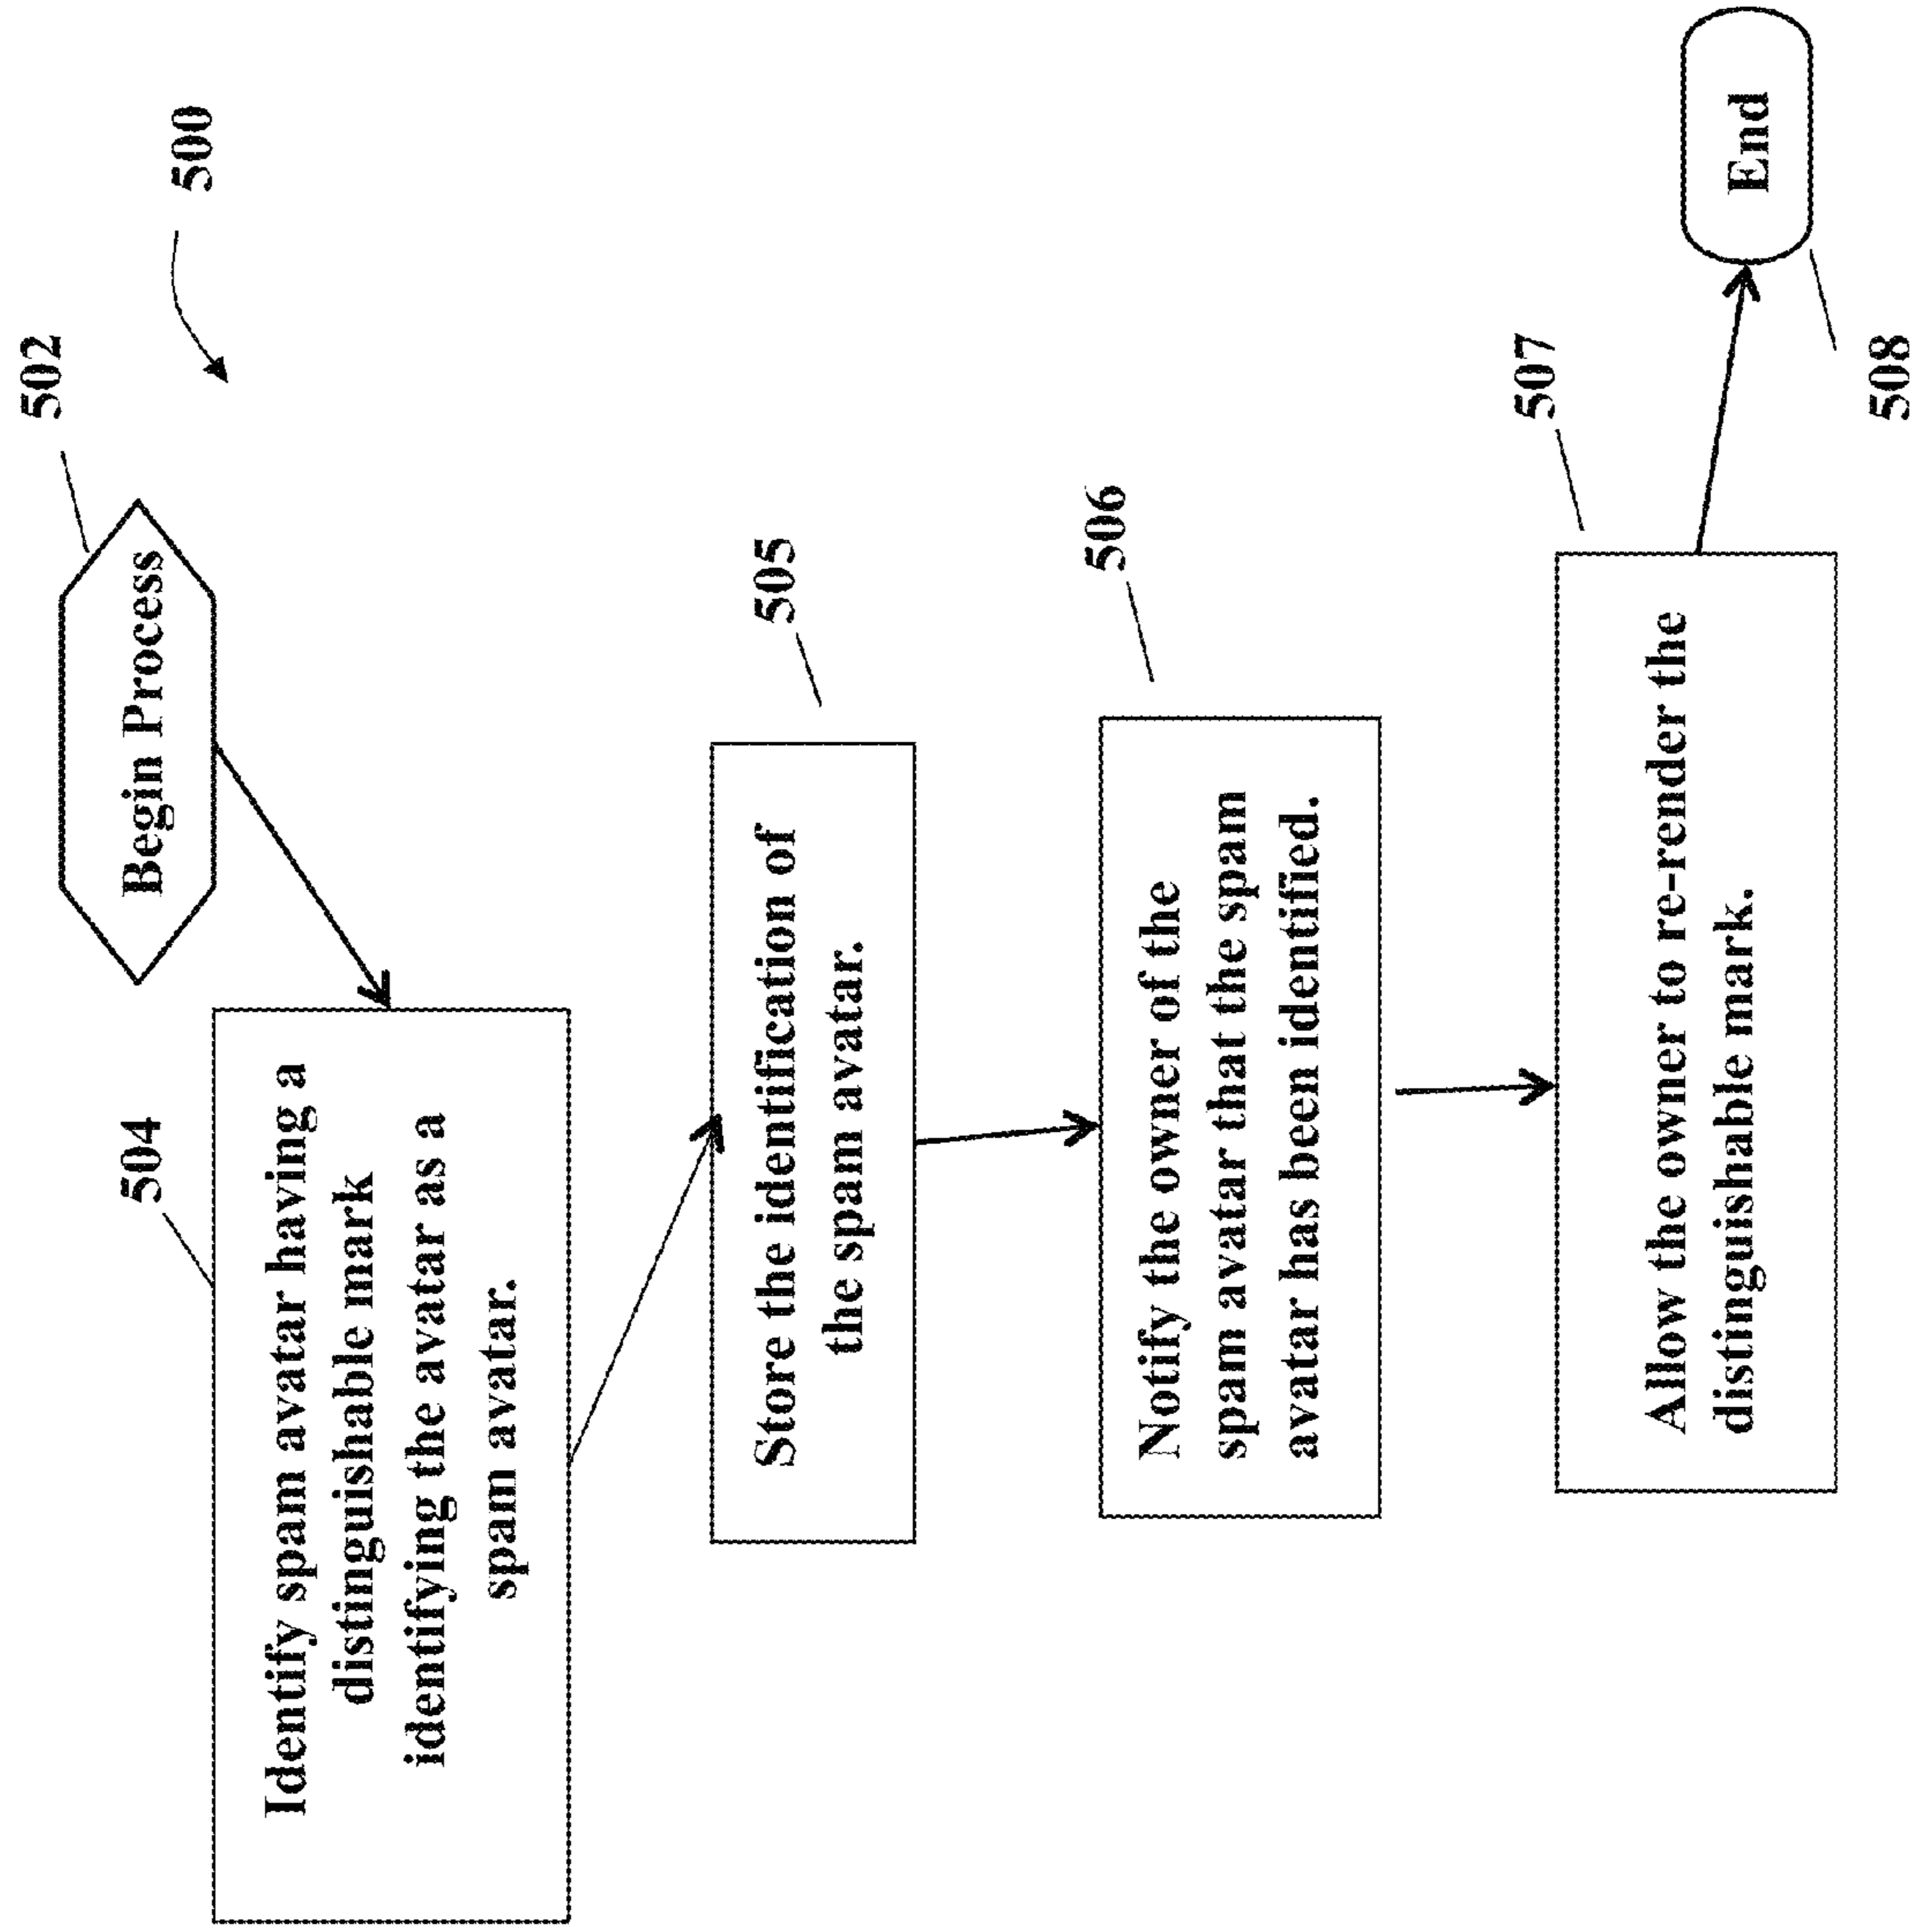 500
502
Begin Process
504
Identify spam avatar having a
distinguishable mark
identifying the avatar as a
spam avatar.
505
Store the identification of
the spam avatar.
506
Notify the owner of the
spam avatar that the spam
avatar has been identified.
507
Allow the owner to re-render the
distinguishable mark.
End
508